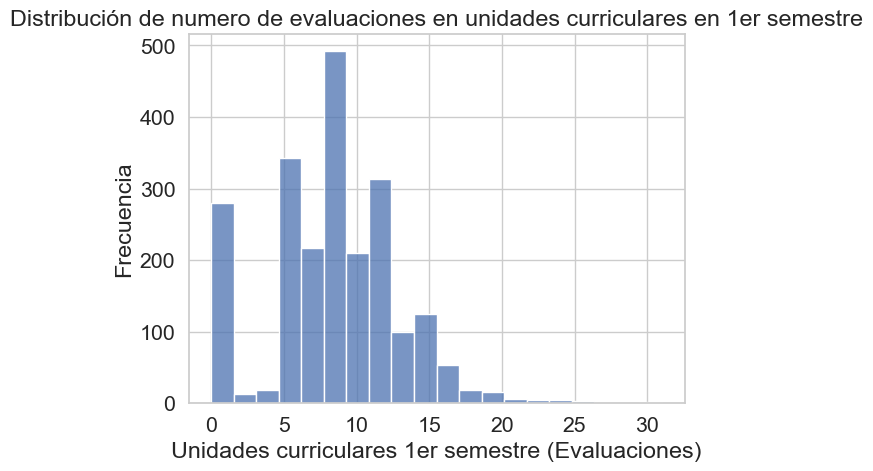 Distribución de numero de evaluaciones en unidades curriculares en 1er semestre
500
400
300
200
100
0
Frecuencia
0 5 10 15 20 25 30
Unidades curriculares 1er semestre (Evaluaciones)